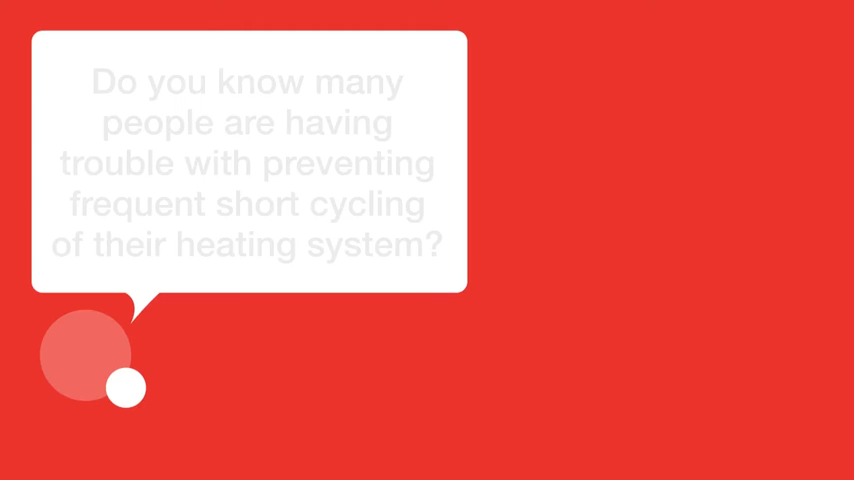 Do you know many
people are having
trouble with preventing
frequent short cycling
of their heating system?